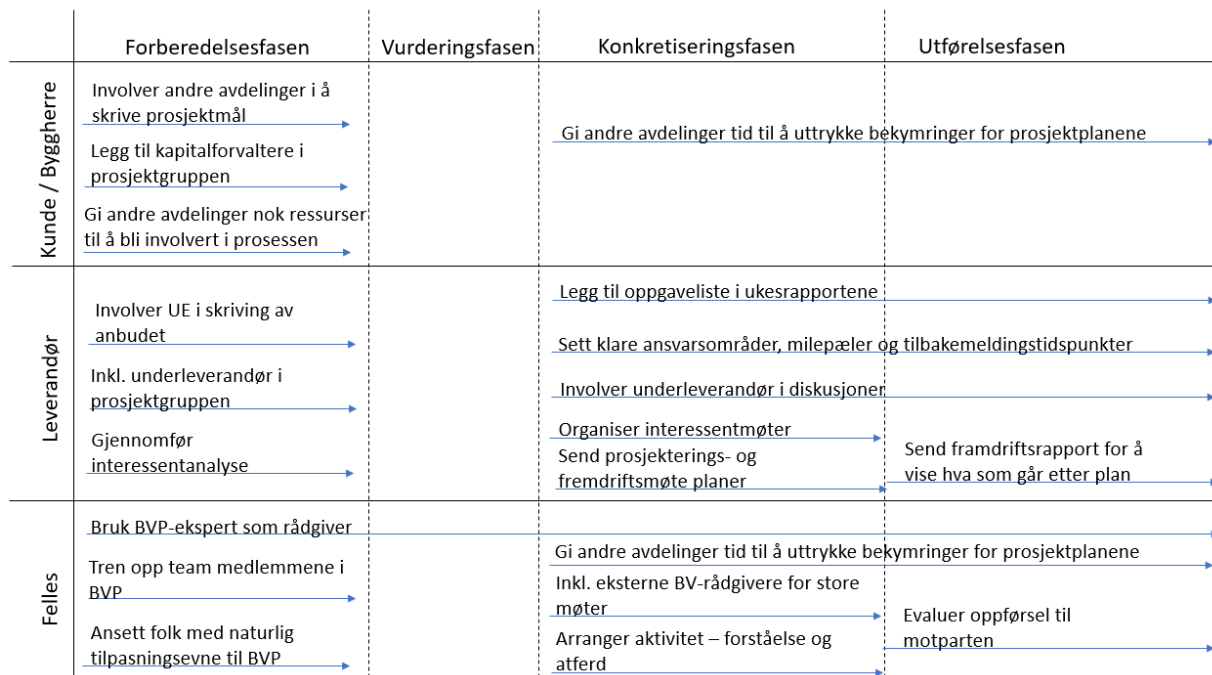 Forberedelsesfasen
Vurderingsfasen
Konkretiseringsfasen
Utførelsesfasen
Kunde / Byggherre
Involver andre avdelinger i å
skrive prosjektmål
Legg til kapitalforvaltere i
prosjektgruppen
Gi andre avdelinger nok ressurser
til å bli involvert i prosessen
Gi andre avdelinger tid til å uttrykke bekymringer for prosjektplanene
Leverandør
Involver UE i skriving av
anbudet
Inkl. underleverandør i
prosjektgruppen
Gjennomfør
interessentanalyse
Legg til oppgaveliste i ukesrapportene
Sett klare ansvarsområder, milepæler og tilbakemeldingstidspunkter
Involver underleverandør i diskusjoner
Organiser interessentmøter
Send prosjekterings- og
fremdriftsmøte planer
Send framdriftsrapport for å
vise hva som går etter plan
Felles
Bruk BVP-ekspert som rådgiver
Tren opp team medlemmene i
BVP
Ansett folk med naturlig
tilpasningsevne til BVP
Gi andre avdelinger tid til å uttrykke bekymringer for prosjektplanene
Inkl. eksterne BV-rådgivere for store
møter
Arranger aktivitet – forståelse og
atferd
Evaluer oppførsel til
motparten